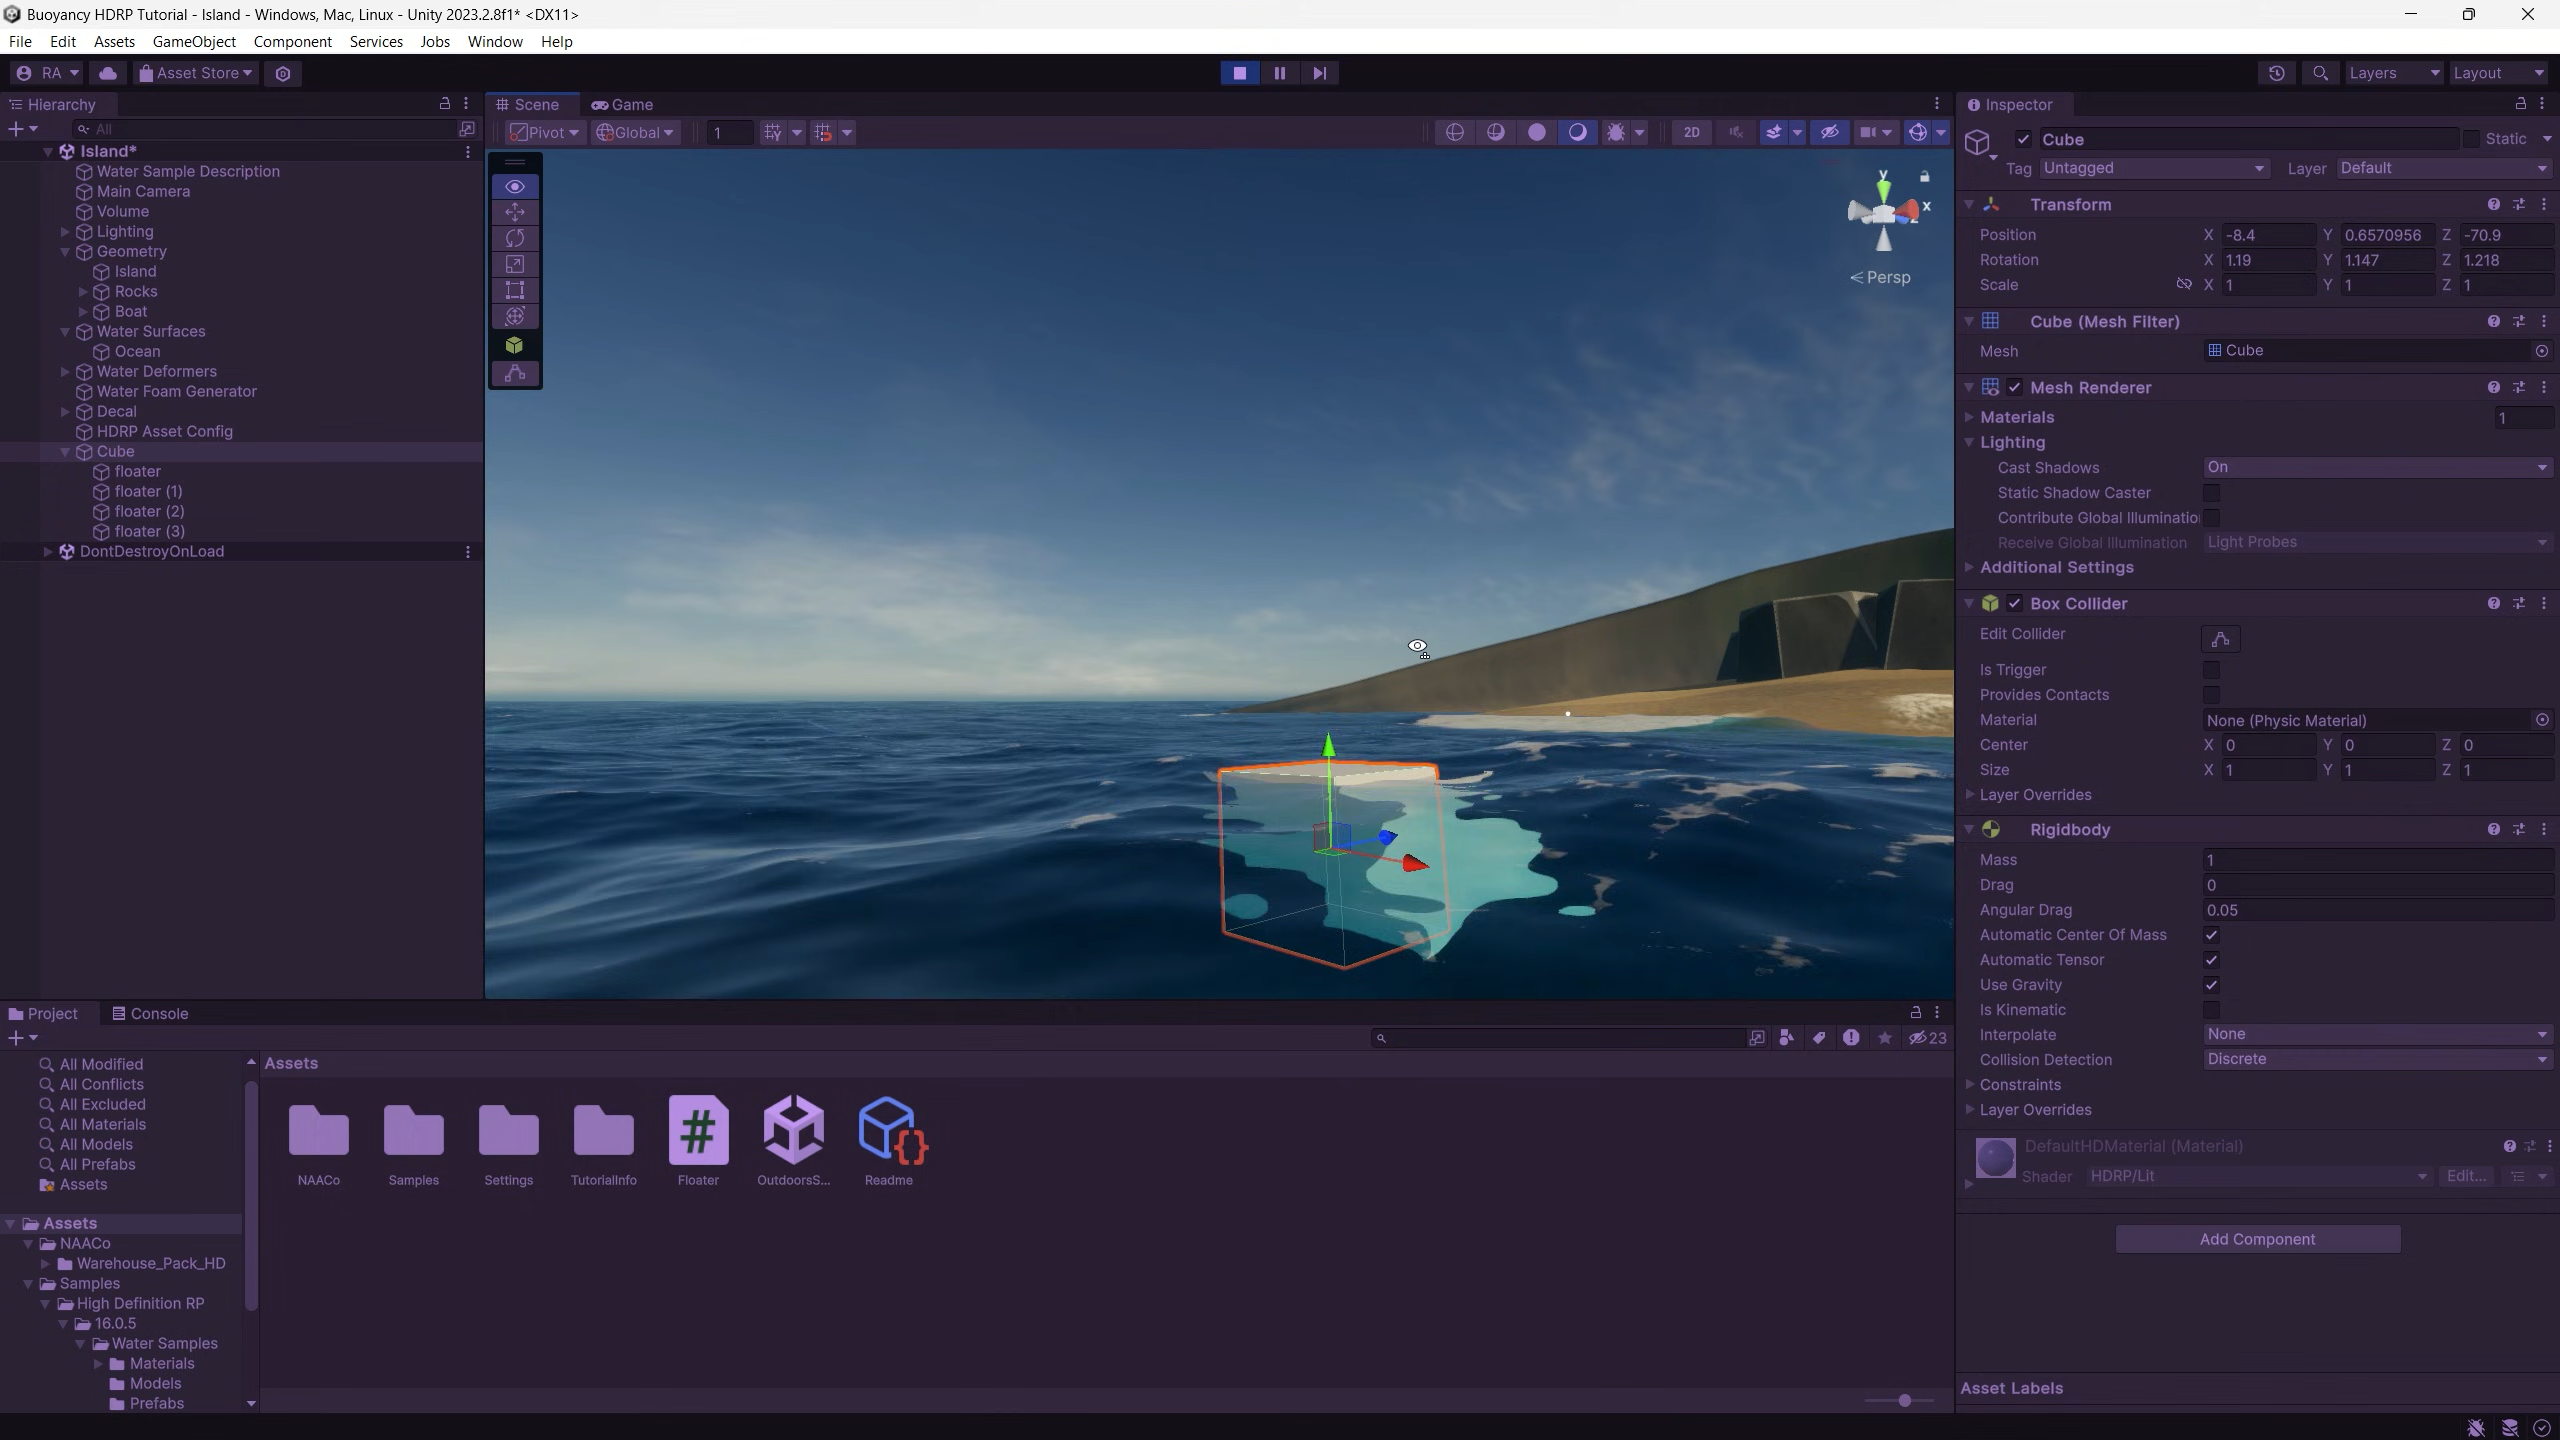 Buoyancy HDRP Tutorial - Island - Windows, Mac, Linux - Unity 2023.2.8f1* <DX11>
File Edit Assets GameObject Component Services Jobs Window Help
RA Asset Store Layers Layout
Hierarchy
All
Island*
Water Sample Description
Main Camera
Volume
Lighting
Geometry
Island
Rocks
Boat
Water Surfaces
Ocean
Water Deformers
Water Foam Generator
Decal
HDRP Asset Config
Cube
floater
floater (1)
floater (2)
floater (3)
DontDestroyOnLoad
Scene Game
Pivot Global 1 2D
y
x
z
Persp
Inspector
Cube Static
Tag Untagged Layer Default
Transform
Position X -8.4 Y 0.6570956 Z -70.9
Rotation X 1.19 Y 1.147 Z 1.218
Scale X 1 Y 1 Z 1
Cube (Mesh Filter)
Mesh Cube
Mesh Renderer
Materials 1
Lighting
Cast Shadows On
Static Shadow Caster
Contribute Global Illuminatio
Receive Global Illumination Light Probes
Additional Settings
Box Collider
Edit Collider
Is Trigger
Provides Contacts
Material None (Physic Material)
Center X 0 Y 0 Z 0
Size X 1 Y 1 Z 1
Layer Overrides
Rigidbody
Mass 1
Drag 0
Angular Drag 0.05
Automatic Center Of Mass
Automatic Tensor
Use Gravity
Is Kinematic
Interpolate None
Collision Detection Discrete
Constraints
Layer Overrides
DefaultHDMaterial (Material)
Shader HDRP/Lit Edit...
Add Component
Asset Labels
Project Console
23
All Modified
All Conflicts
All Excluded
All Materials
All Models
All Prefabs
Assets
Assets
NAACo
Warehouse_Pack_HD
Samples
High Definition RP
16.0.5
Water Samples
Materials
Models
Prefabs
Assets
NAACo Samples Settings TutorialInfo Floater OutdoorsS... Readme